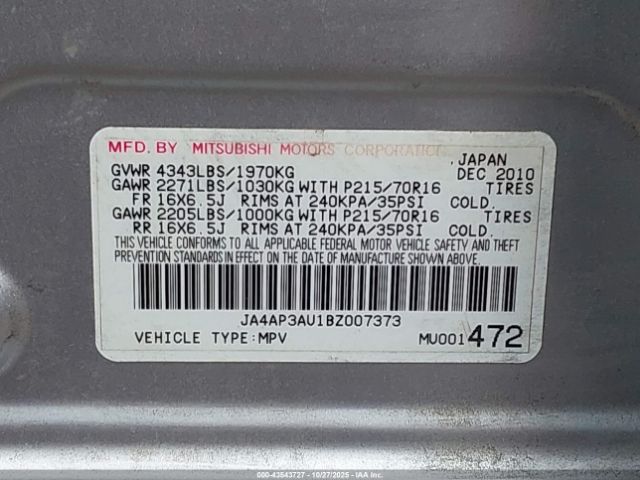 MFD. BY MITSUBISHI MOTORS CORPORATION
, JAPAN
GVWR 4343LBS/1970KG DEC 2010
GAWR 2271LBS/1030KG WITH P215/70R16 TIRES
FR 16X6.5J RIMS AT 240KPA/35PSI COLD.
GAWR 2205LBS/1000KG WITH P215/70R16 TIRES
RR 16X6.5J RIMS AT 240KPA/35PSI COLD.
THIS VEHICLE CONFORMS TO ALL APPLICABLE FEDERAL MOTOR VEHICLE SAFETY AND THEFT
PREVENTION STANDARDS IN EFFECT ON THE DATE OF MANUFACTURE SHOWN ABOVE.
JA4AP3AU1BZ007373
VEHICLE TYPE:MPV MU001 472
000-43543727 - 10/27/2025 - IAAI